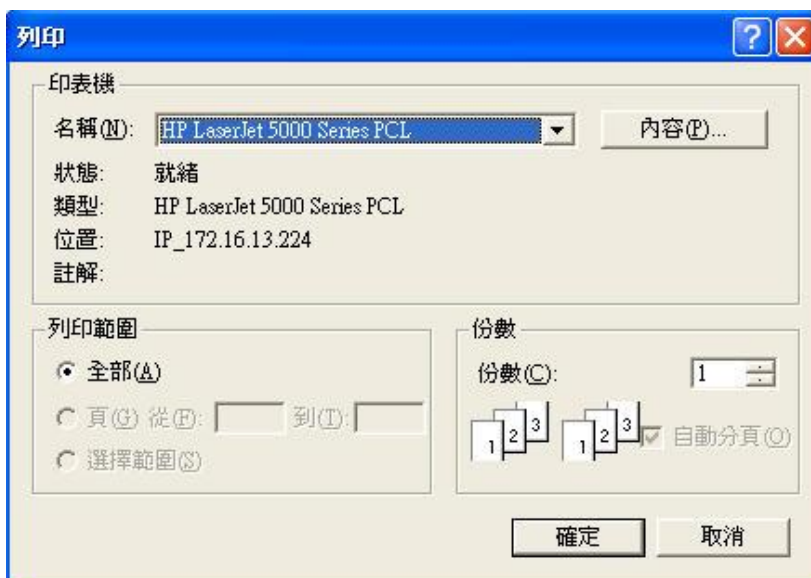 列印
印表機
名稱(N): HP LaserJet 5000 Series PCL 內容(P)...
狀態: 就緒
類型: HP LaserJet 5000 Series PCL
位置: IP_172.16.13.224
註解:
列印範圍
全部(A)
頁(G) 從(F): 到(T):
選擇範圍(S)
份數
份數(C): 1
1 2 3 1 2 3 自動分頁(O)
確定 取消